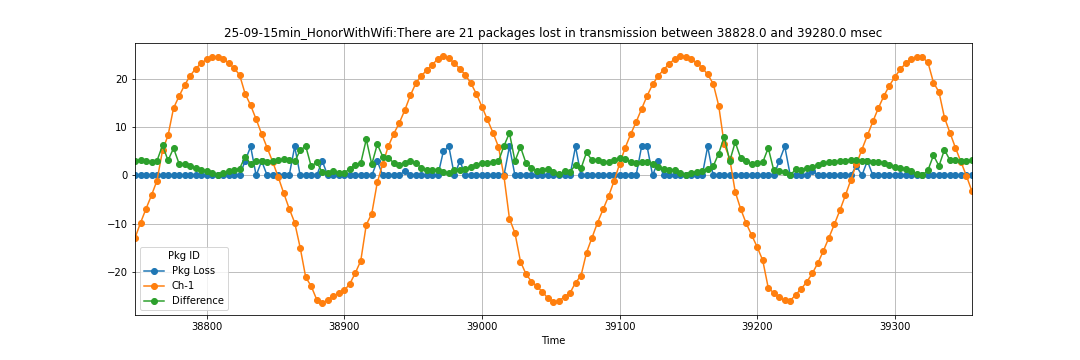 25-09-15min_HonorWithWifi:There are 21 packages lost in transmission between 38828.0 and 39280.0 msec
20
10
0
−10
−20
Pkg ID
Pkg Loss
Ch-1
Difference
38800 38900 39000 39100 39200 39300
Time